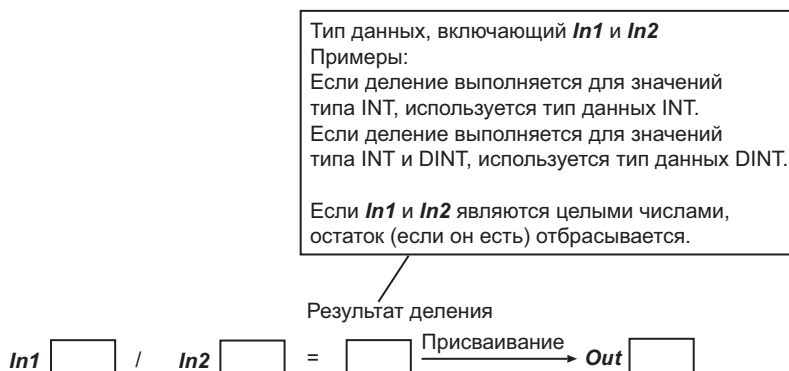 Тип данных, включающий In1 и In2
Примеры:
Если деление выполняется для значений
типа INT, используется тип данных INT.
Если деление выполняется для значений
типа INT и DINT, используется тип данных DINT.
Если In1 и In2 являются целыми числами,
остаток (если он есть) отбрасывается.
Результат деления
In1 / In2 = Присваивание Out